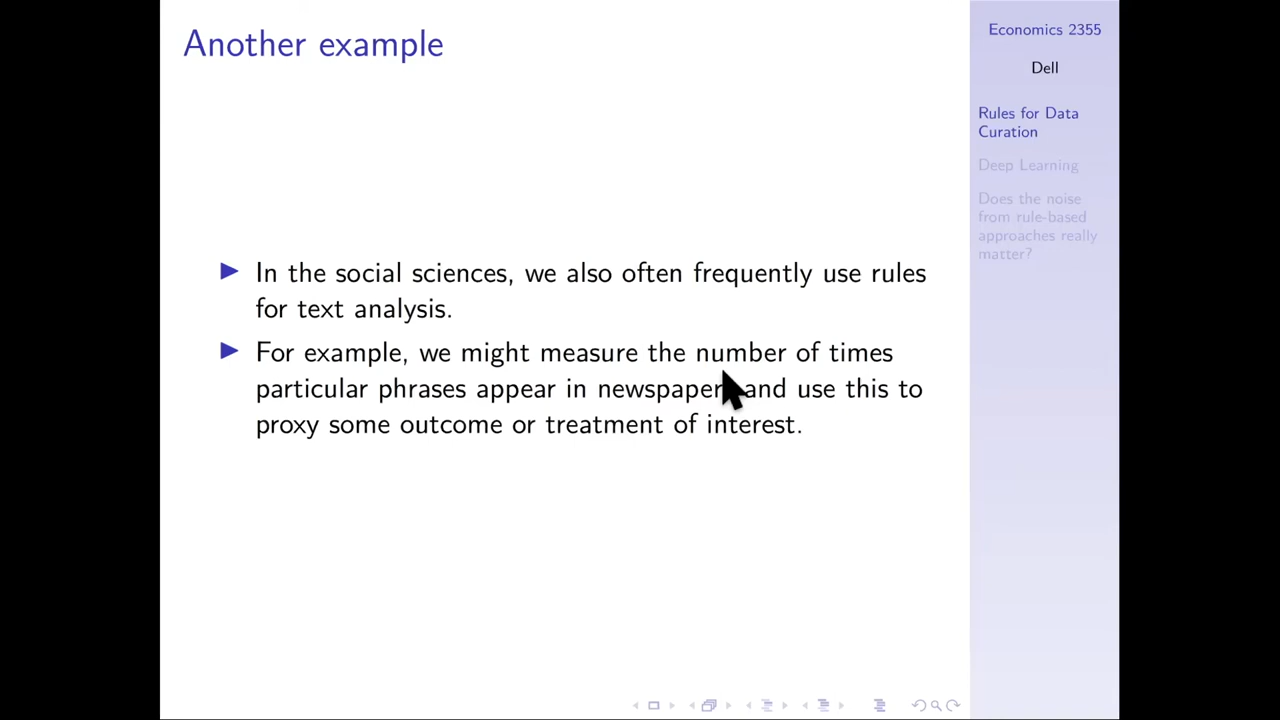 Another example
In the social sciences, we also often frequently use rules
for text analysis.
For example, we might measure the number of times
particular phrases appear in newspaper and use this to
proxy some outcome or treatment of interest.
Economics 2355
Dell
Rules for Data
Curation
Deep Learning
Does the noise
from rule-based
approaches really
matter?